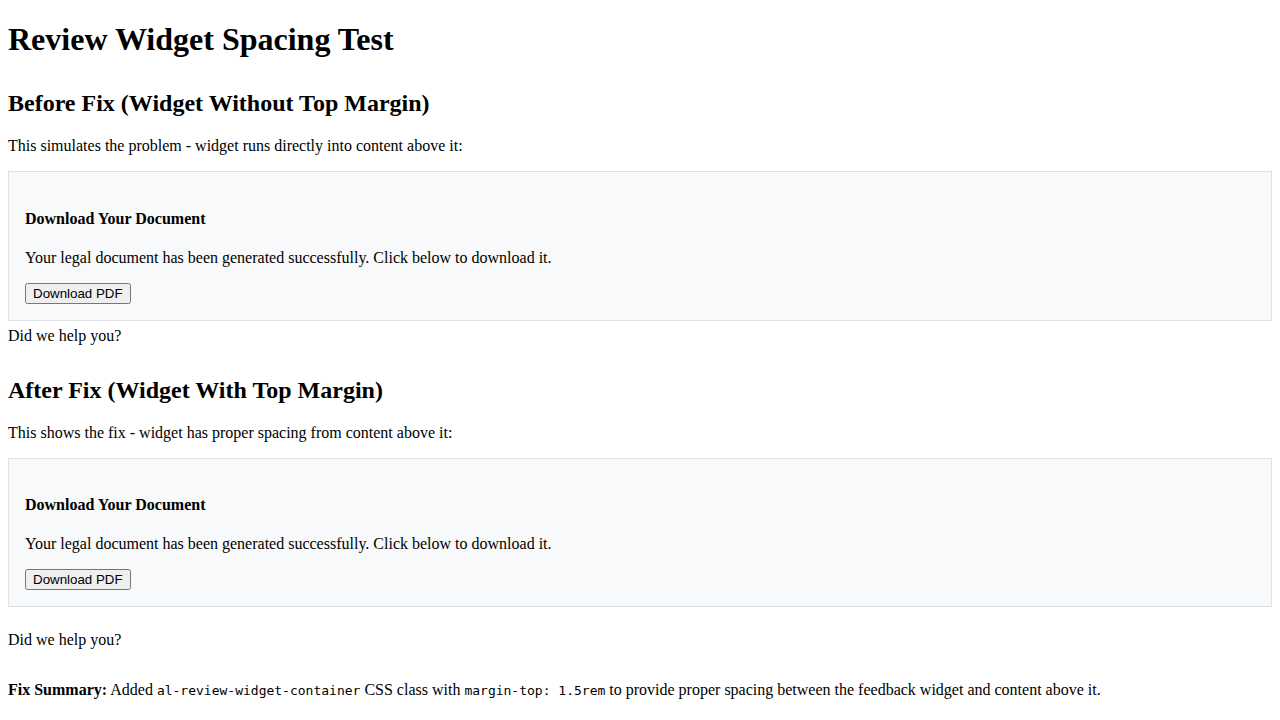 Review Widget Spacing Test
Before Fix (Widget Without Top Margin)
This simulates the problem - widget runs directly into content above it:
Download Your Document
Your legal document has been generated successfully. Click below to download it.
Download PDF
Did we help you?
After Fix (Widget With Top Margin)
This shows the fix - widget has proper spacing from content above it:
Download Your Document
Your legal document has been generated successfully. Click below to download it.
Download PDF
Did we help you?
Fix Summary: Added al-review-widget-container CSS class with margin-top: 1.5rem to provide proper spacing between the feedback widget and content above it.